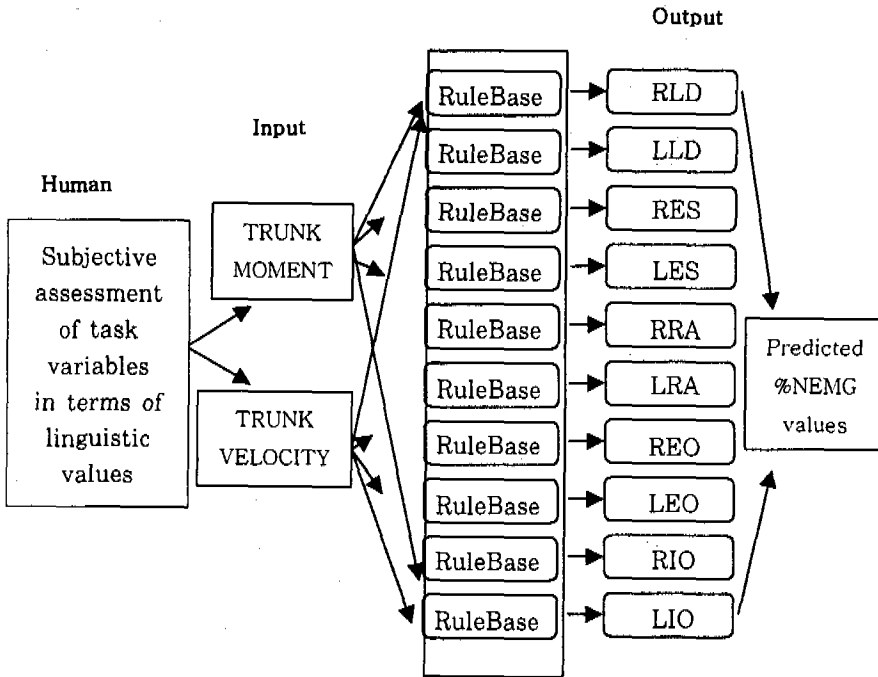 Output
Input
Human
Subjective
assessment
of task
variables
in terms of
linguistic
values
TRUNK
MOMENT
TRUNK
VELOCITY
RuleBase
RLD
RuleBase
LLD
RuleBase
RES
RuleBase
LES
RuleBase
RRA
RuleBase
LRA
RuleBase
REO
RuleBase
LEO
RuleBase
RIO
RuleBase
LIO
Predicted
%NEMG
values